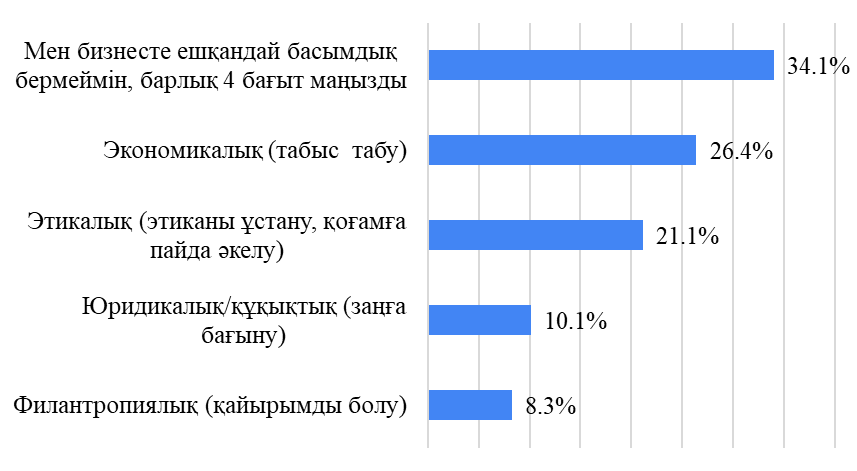 Мен бизнесте ешқандай басымдық
бермеймін, барлық 4 бағыт маңызды
34.1%
Экономикалық (табыс  табу)
26.4%
Этикалық (этиканы ұстану, қоғамға
пайда әкелу)
21.1%
Юридикалық/құқықтық (заңға
бағыну)
10.1%
Филантропиялық (қайырымды болу)
8.3%